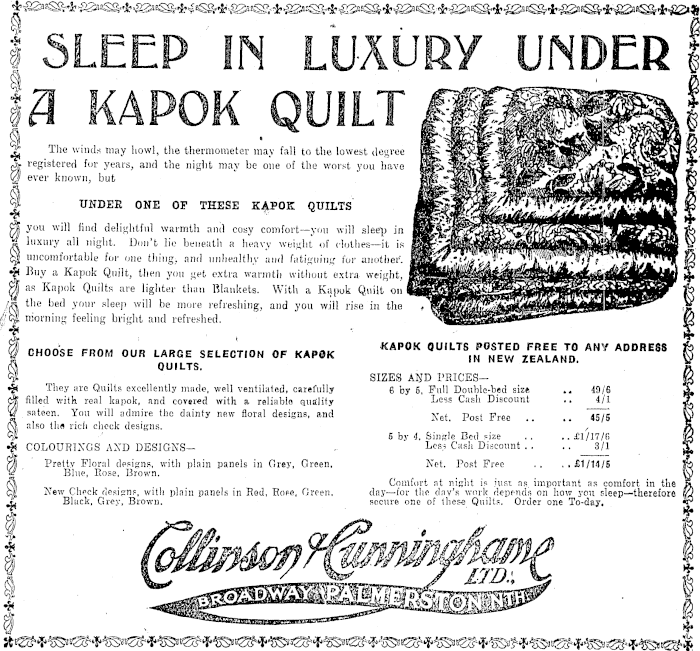 SLEEP IN LUXURY UNDER
A KAPOK QUILT
The winds may howl, the thermometer may fall to the lowest degree
registered for years, and the night may be one of the worst you have
ever known, but
UNDER ONE OF THESE KAPOK QUILTS
you will find delightful warmth and cosy comfort—you will sleep in
luxury all night. Don't lie beneath a heavy weight of clothes—it is
uncomfortable for one thing, and unhealthy and fatiguing for another.
Buy a Kapok Quilt, then you get extra warmth without extra weight,
as Kapok Quilts are lighter than Blankets. With a Kapok Quilt on
the bed your sleep will be more refreshing, and you will rise in the
morning feeling bright and refreshed.
CHOOSE FROM OUR LARGE SELECTION OF KAPOK
QUILTS.
They are Quilts excellently made, well ventilated, carefully
filled with real kapok, and covered with a reliable quality
sateen. You will admire the dainty new floral designs, and
also the rich check designs.
COLOURINGS AND DESIGNS—
Pretty Floral designs, with plain panels in Grey, Green,
Blue, Rose, Brown.
New Check designs, with plain panels in Red, Rose, Green,
Black, Grey, Brown.
KAPOK QUILTS POSTED FREE TO ANY ADDRESS
IN NEW ZEALAND.
SIZES AND PRICES—
6 by 5, Full Double-bed size .. 49/6
Less Cash Discount .. 4/1
Net. Post Free .. .. 45/5
5 by 4, Single Bed size .. .. £1/17/6
Less Cash Discount .. .. 3/1
Net. Post Free .. .. £1/14/5
Comfort at night is just as important as comfort in the
day—for the day's work depends on how you sleep—therefore
secure one of these Quilts. Order one To-day.
Collinson & Cunninghame
LTD.,
BROADWAY, PALMERSTON NTH.